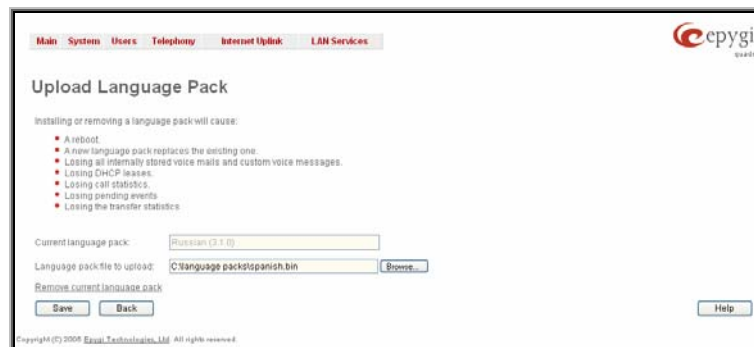 Main System Users Telephony Internet Uplink LAN Services
epygi
Upload Language Pack
Installing or removing a language pack will cause:
A reboot.
A new language pack replaces the existing one.
Losing all internally stored voice mails and custom voice messages.
Losing DHCP leases.
Losing call statistics.
Losing pending events
Losing the transfer statistics
Current language pack: Russian (3.1.0)
Language pack file to upload: C:\language packs\spanish.bin Browse...
Remove current language pack
Save Back Help
Copyright (C) 2008 Epygi Technologies, Ltd. All rights reserved.